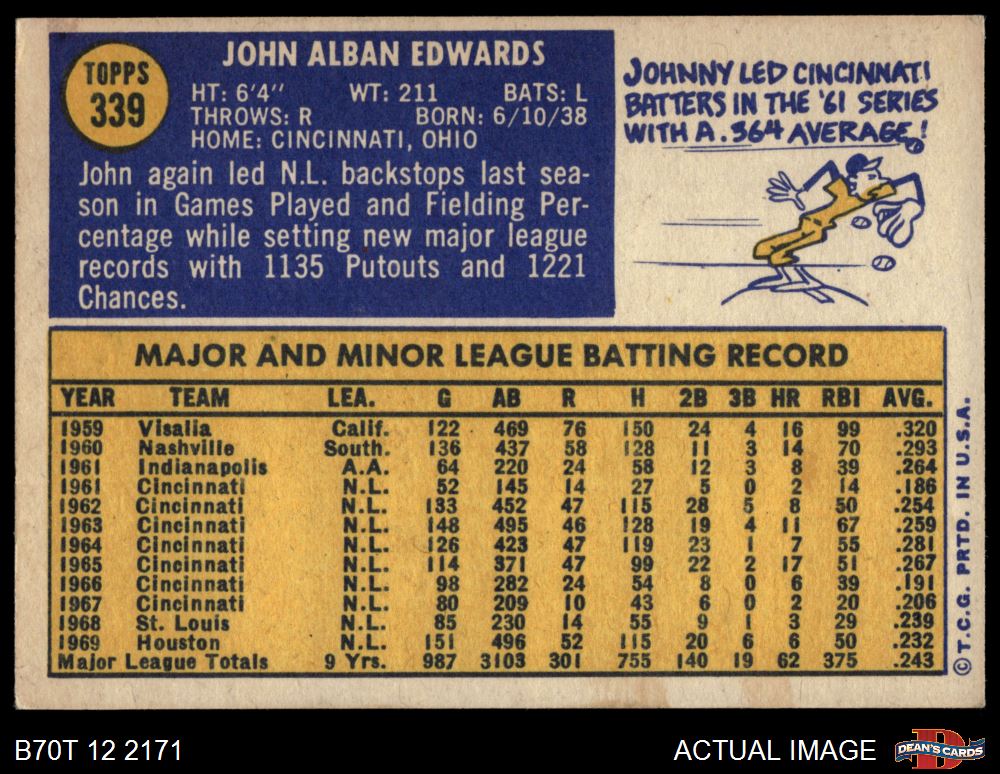 TOPPS
339
JOHN ALBAN EDWARDS
HT: 6'4" WT: 211 BATS: L
THROWS: R BORN: 6/10/38
HOME: CINCINNATI, OHIO
John again led N.L. backstops last sea-
son in Games Played and Fielding Per-
centage while setting new major league
records with 1135 Putouts and 1221
Chances.
JOHNNY LED CINCINNATI
BATTERS IN THE '61 SERIES
WITH A .364 AVERAGE!
MAJOR AND MINOR LEAGUE BATTING RECORD
YEAR TEAM LEA. G AB R H 2B 3B HR RBI AVG.
1959 Visalia Calif. 122 469 76 150 24 4 16 99 .320
1960 Nashville South. 136 437 58 128 11 3 14 70 .293
1961 Indianapolis A.A. 64 220 24 58 12 3 8 39 .264
1961 Cincinnati N.L. 52 145 14 27 5 0 2 14 .186
1962 Cincinnati N.L. 133 452 47 115 28 5 8 50 .254
1963 Cincinnati N.L. 148 495 46 128 19 4 11 67 .259
1964 Cincinnati N.L. 126 423 47 119 23 1 7 55 .281
1965 Cincinnati N.L. 114 371 47 99 22 2 17 51 .267
1966 Cincinnati N.L. 98 282 24 54 8 0 6 39 .191
1967 Cincinnati N.L. 80 209 10 43 6 0 2 20 .206
1968 St. Louis N.L. 85 230 14 55 9 1 3 29 .239
1969 Houston N.L. 151 496 52 115 20 6 6 50 .232
Major League Totals 9 Yrs. 987 3103 301 755 140 19 62 375 .243
© T.C.G. PRTD. IN U.S.A.
B70T 12 2171
ACTUAL IMAGE
DEAN'S CARDS